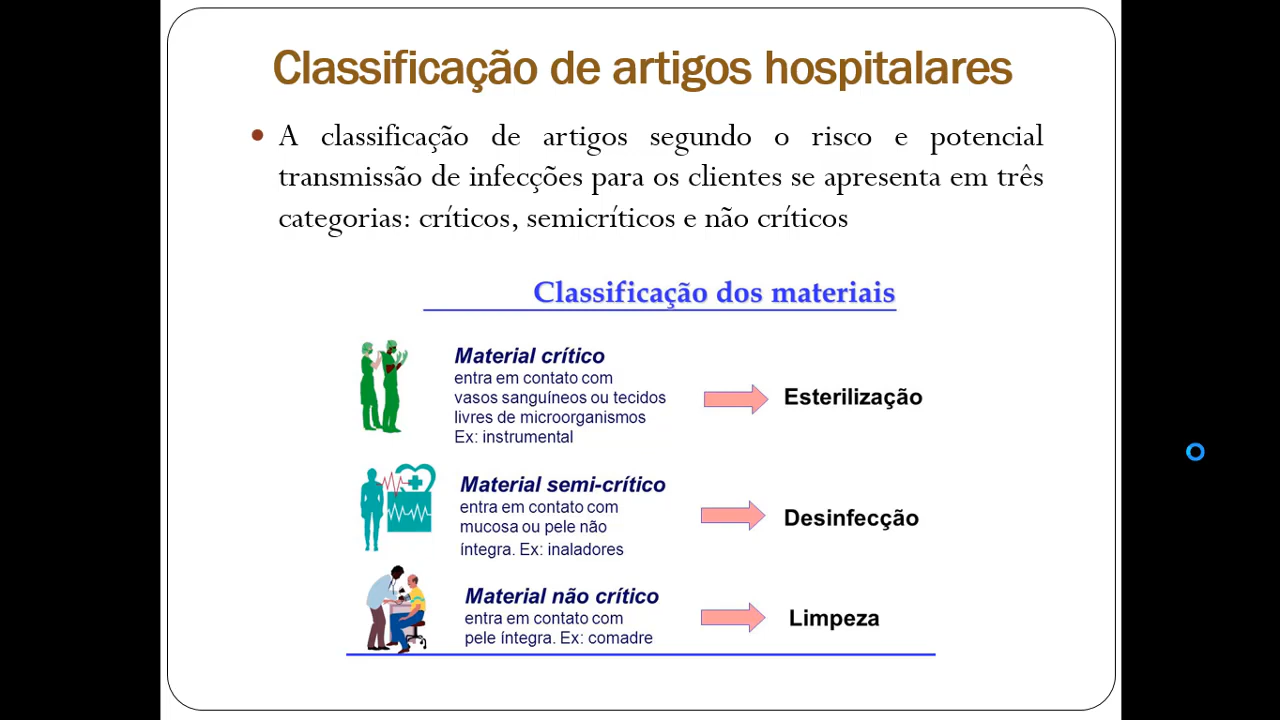 Classificação de artigos hospitalares
A classificação de artigos segundo o risco e potencial
transmissão de infecções para os clientes se apresenta em três
categorias: críticos, semicríticos e não críticos
Classificação dos materiais
Material crítico
entra em contato com
vasos sanguíneos ou tecidos
livres de microorganismos
Ex: instrumental
Esterilização
Material semi-crítico
entra em contato com
mucosa ou pele não
íntegra. Ex: inaladores
Desinfecção
Material não crítico
entra em contato com
pele íntegra. Ex: comadre
Limpeza